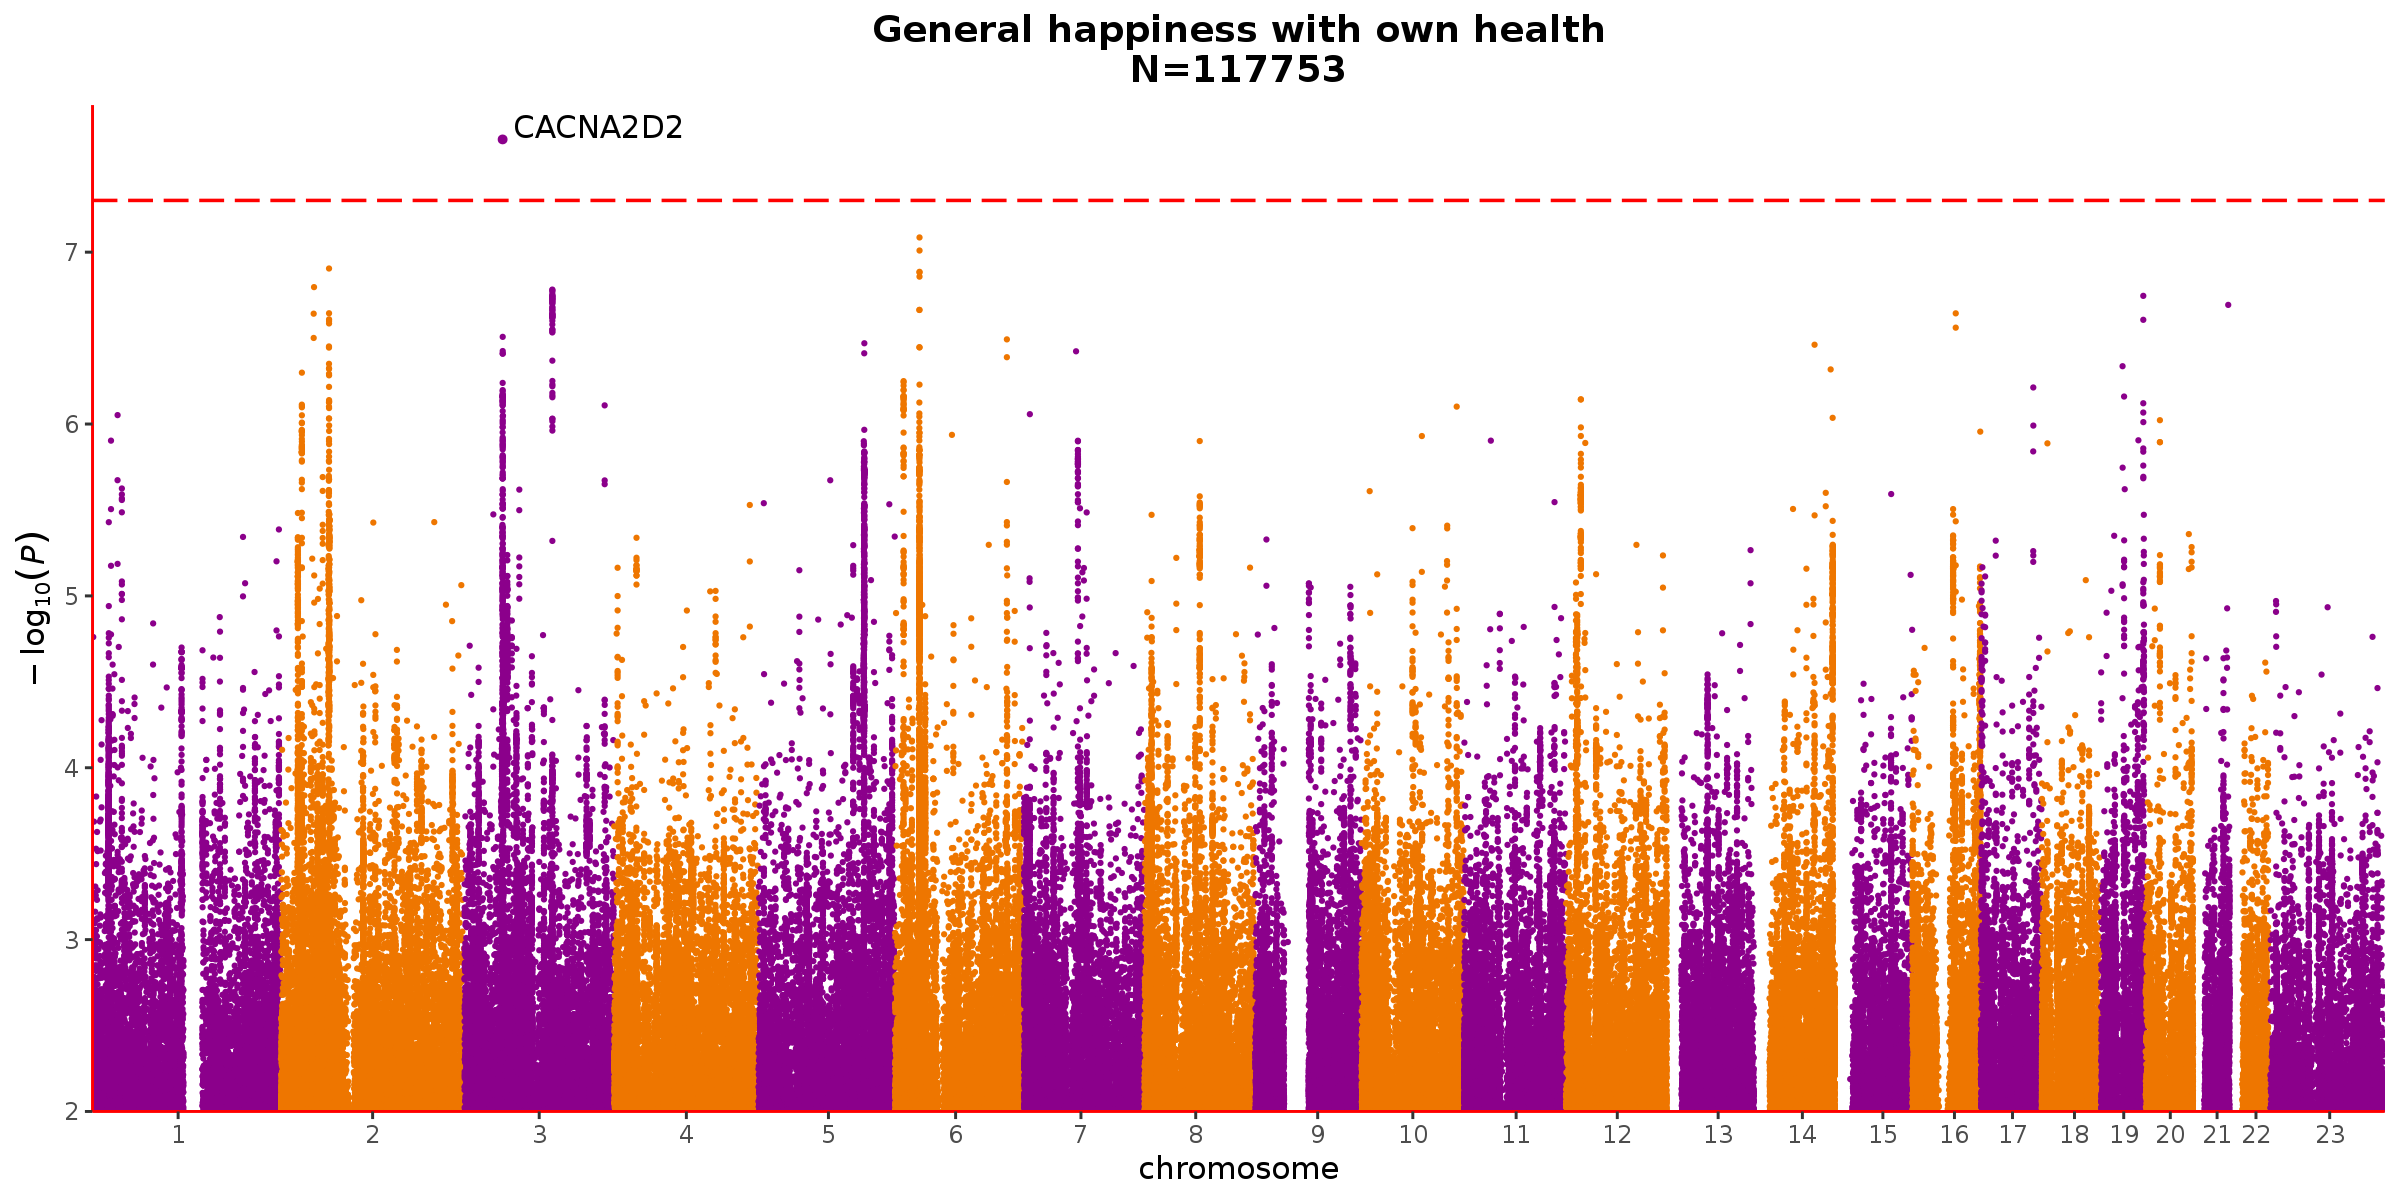 General happiness with own health
N=117753
CACNA2D2
7
6
5
4
3
2
−log₁₀(P)
1 2 3 4 5 6 7 8 9 10 11 12 13 14 15 16 17 18 19 20 21 22 23
chromosome